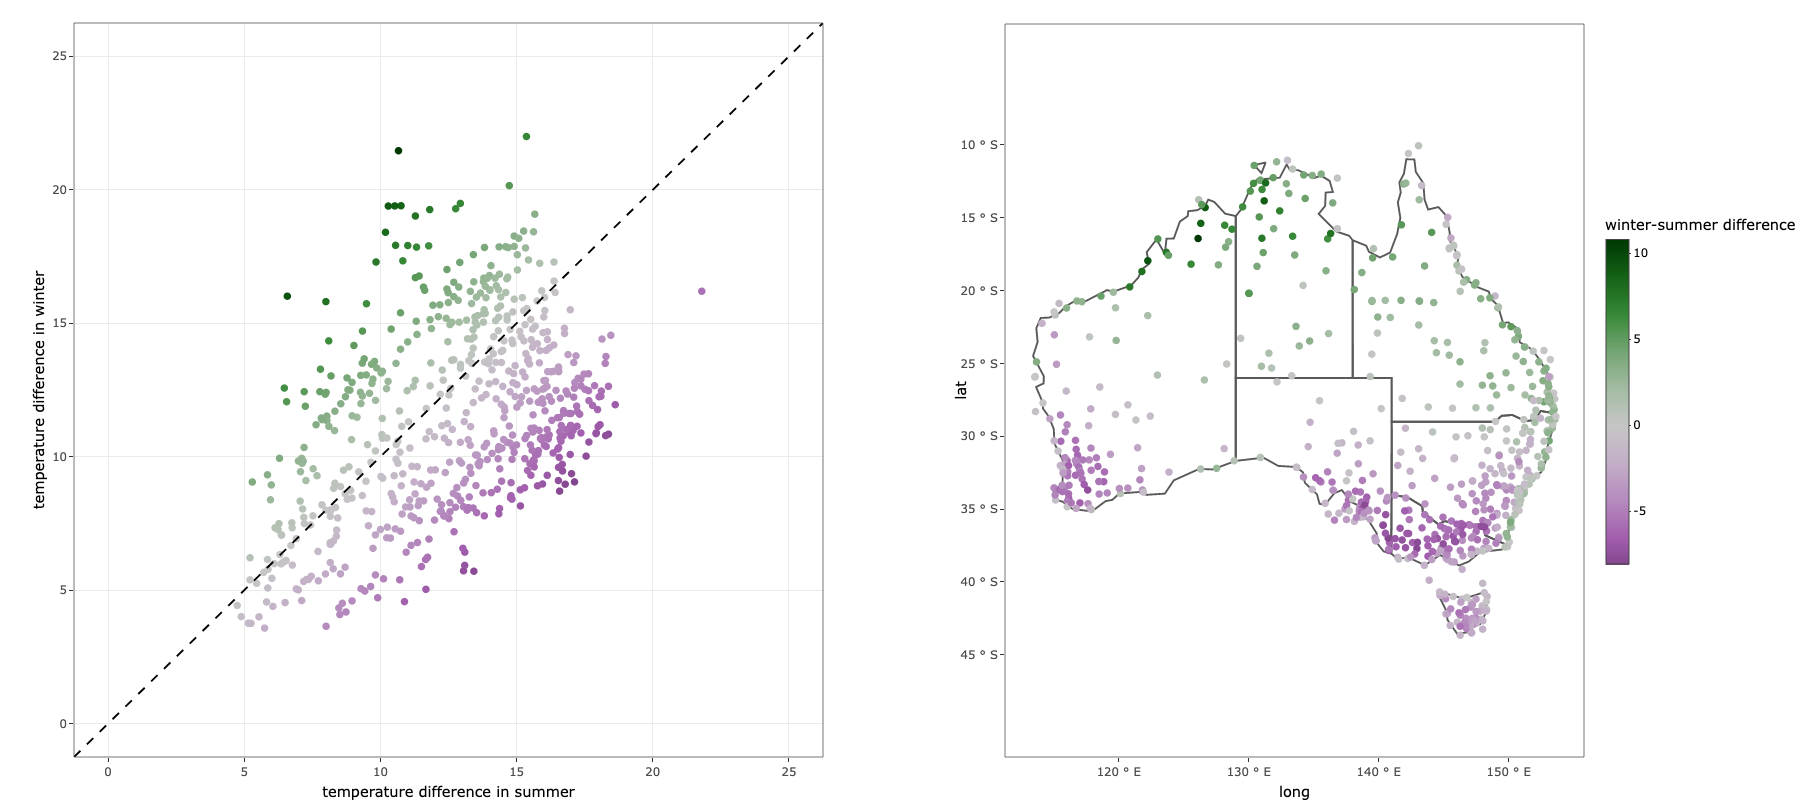 25
20
15
10
5
0
temperature difference in winter
0
5
10
15
20
25
temperature difference in summer
10 ° S
15 ° S
20 ° S
25 ° S
30 ° S
35 ° S
40 ° S
45 ° S
lat
120 ° E
130 ° E
140 ° E
150 ° E
long
winter-summer difference
10
5
0
-5